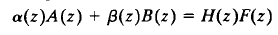 α(z)A(z) + β(z)B(z) = H(z)F(z)